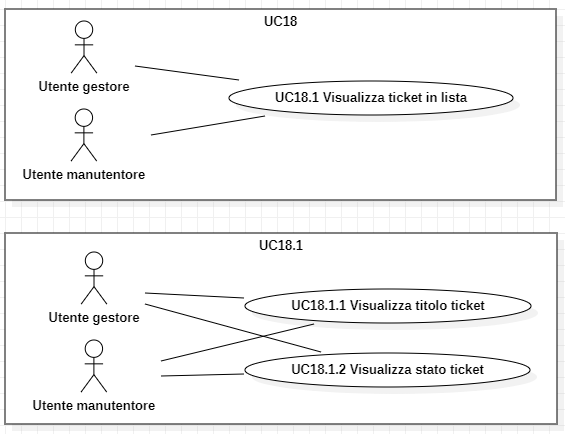 UC18
Utente gestore
UC18.1 Visualizza ticket in lista
Utente manutentore
UC18.1
UC18.1.1 Visualizza titolo ticket
Utente gestore
UC18.1.2 Visualizza stato ticket
Utente manutentore